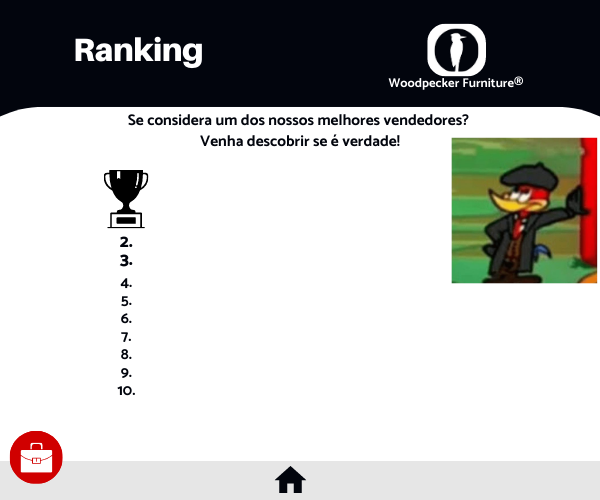 Ranking
Woodpecker Furniture®
Se considera um dos nossos melhores vendedores?
Venha descobrir se é verdade!
2.
3.
4.
5.
6.
7.
8.
9.
10.